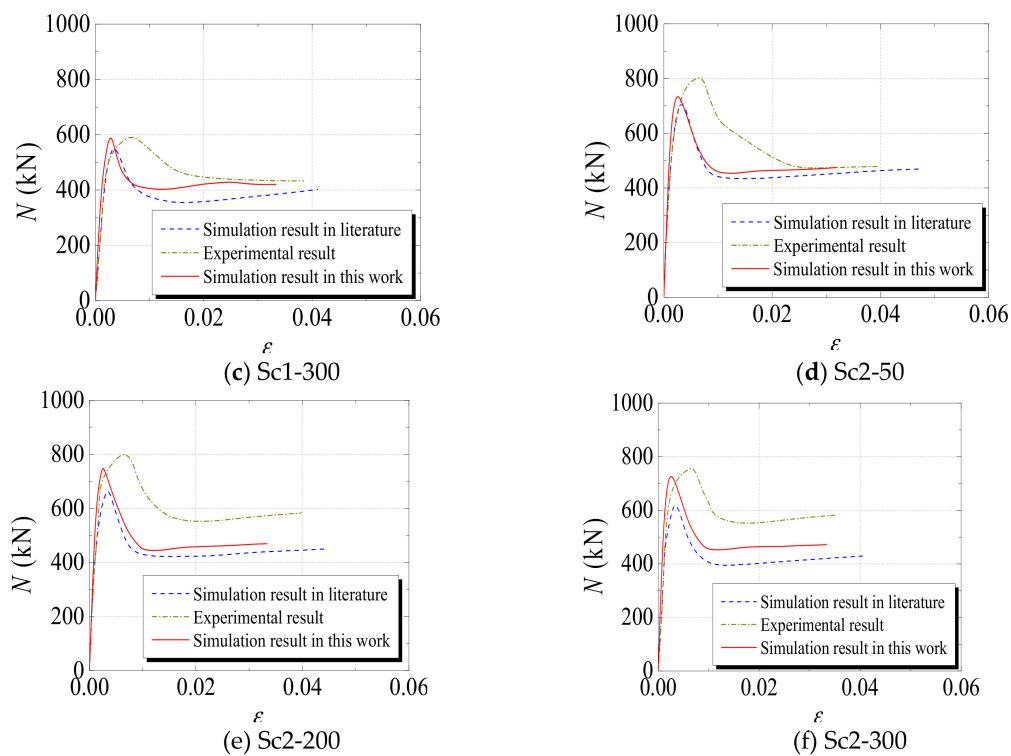 1000
800
600
400
200
0
N (kN)
Simulation result in literature
Experimental result
Simulation result in this work
0.00 0.02 0.04 0.06
ε
(c) Sc1-300
1000
800
600
400
200
0
N (kN)
Simulation result in literature
Experimental result
Simulation result in this work
0.00 0.02 0.04 0.06
ε
(d) Sc2-50
1000
800
600
400
200
0
N (kN)
Simulation result in literature
Experimental result
Simulation result in this work
0.00 0.02 0.04 0.06
ε
(e) Sc2-200
1000
800
600
400
200
0
N (kN)
Simulation result in literature
Experimental result
Simulation result in this work
0.00 0.02 0.04 0.06
ε
(f) Sc2-300